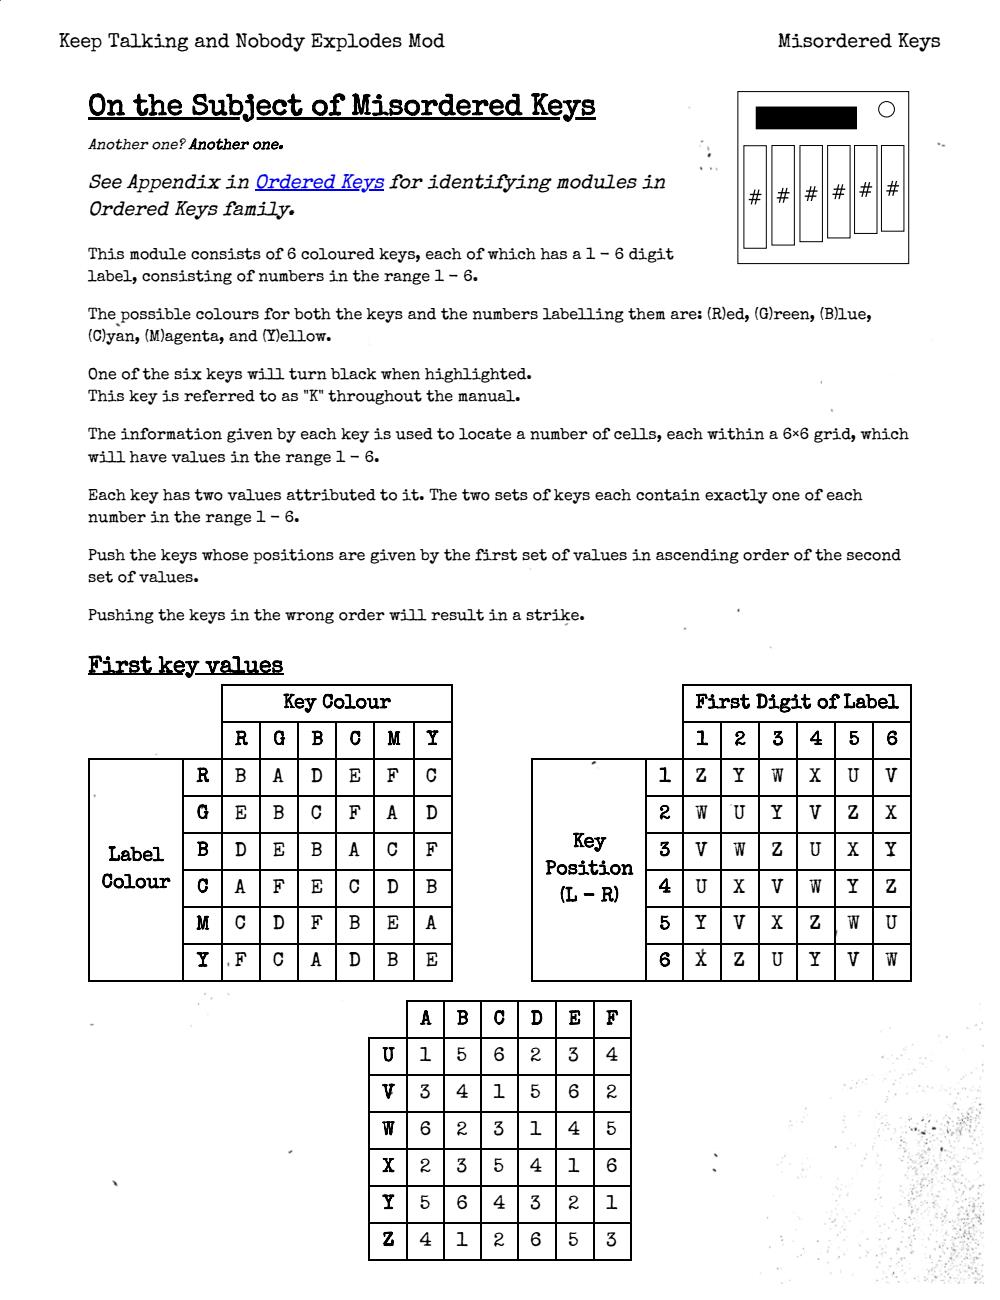 Keep Talking and Nobody Explodes Mod Misordered Keys
On the Subject of Misordered Keys
Another one? Another one.
See Appendix in Ordered Keys for identifying modules in
Ordered Keys family.
# # # # # #
This module consists of 6 coloured keys, each of which has a 1 – 6 digit
label, consisting of numbers in the range 1 – 6.
The possible colours for both the keys and the numbers labelling them are: (R)ed, (G)reen, (B)lue,
(C)yan, (M)agenta, and (Y)ellow.
One of the six keys will turn black when highlighted.
This key is referred to as "K" throughout the manual.
The information given by each key is used to locate a number of cells, each within a 6×6 grid, which
will have values in the range 1 – 6.
Each key has two values attributed to it. The two sets of keys each contain exactly one of each
number in the range 1 – 6.
Push the keys whose positions are given by the first set of values in ascending order of the second
set of values.
Pushing the keys in the wrong order will result in a strike.
First key values
Key Colour
R G B C M Y
Label
Colour
R B A D E F C
G E B C F A D
B D E B A C F
C A F E C D B
M C D F B E A
Y F C A D B E
First Digit of Label
1 2 3 4 5 6
Key
Position
(L – R)
1 Z Y W X U V
2 W U Y V Z X
3 V W Z U X Y
4 U X V W Y Z
5 Y V X Z W U
6 X Z U Y V W
A B C D E F
U 1 5 6 2 3 4
V 3 4 1 5 6 2
W 6 2 3 1 4 5
X 2 3 5 4 1 6
Y 5 6 4 3 2 1
Z 4 1 2 6 5 3